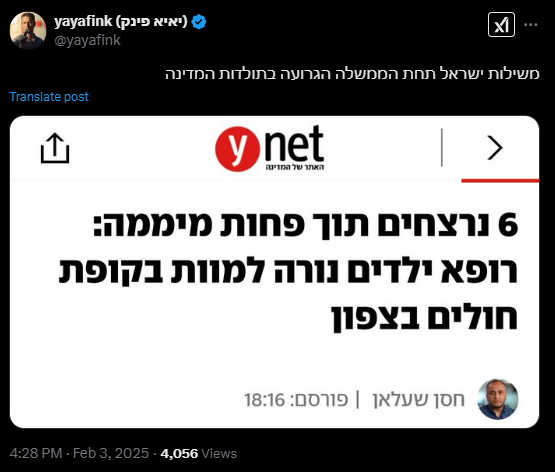 yayafink (יאיא פינק)
@yayafink
משילות ישראל תחת הממשלה הגרועה בתולדות המדינה
Translate post
ynet
האתר של המדינה
6 נרצחים תוך פחות מיממה:
רופא ילדים נורה למוות בקופת
חולים בצפון
חסן שעלאן | פורסם: 18:16
4:28 PM · Feb 3, 2025 · 4,056 Views